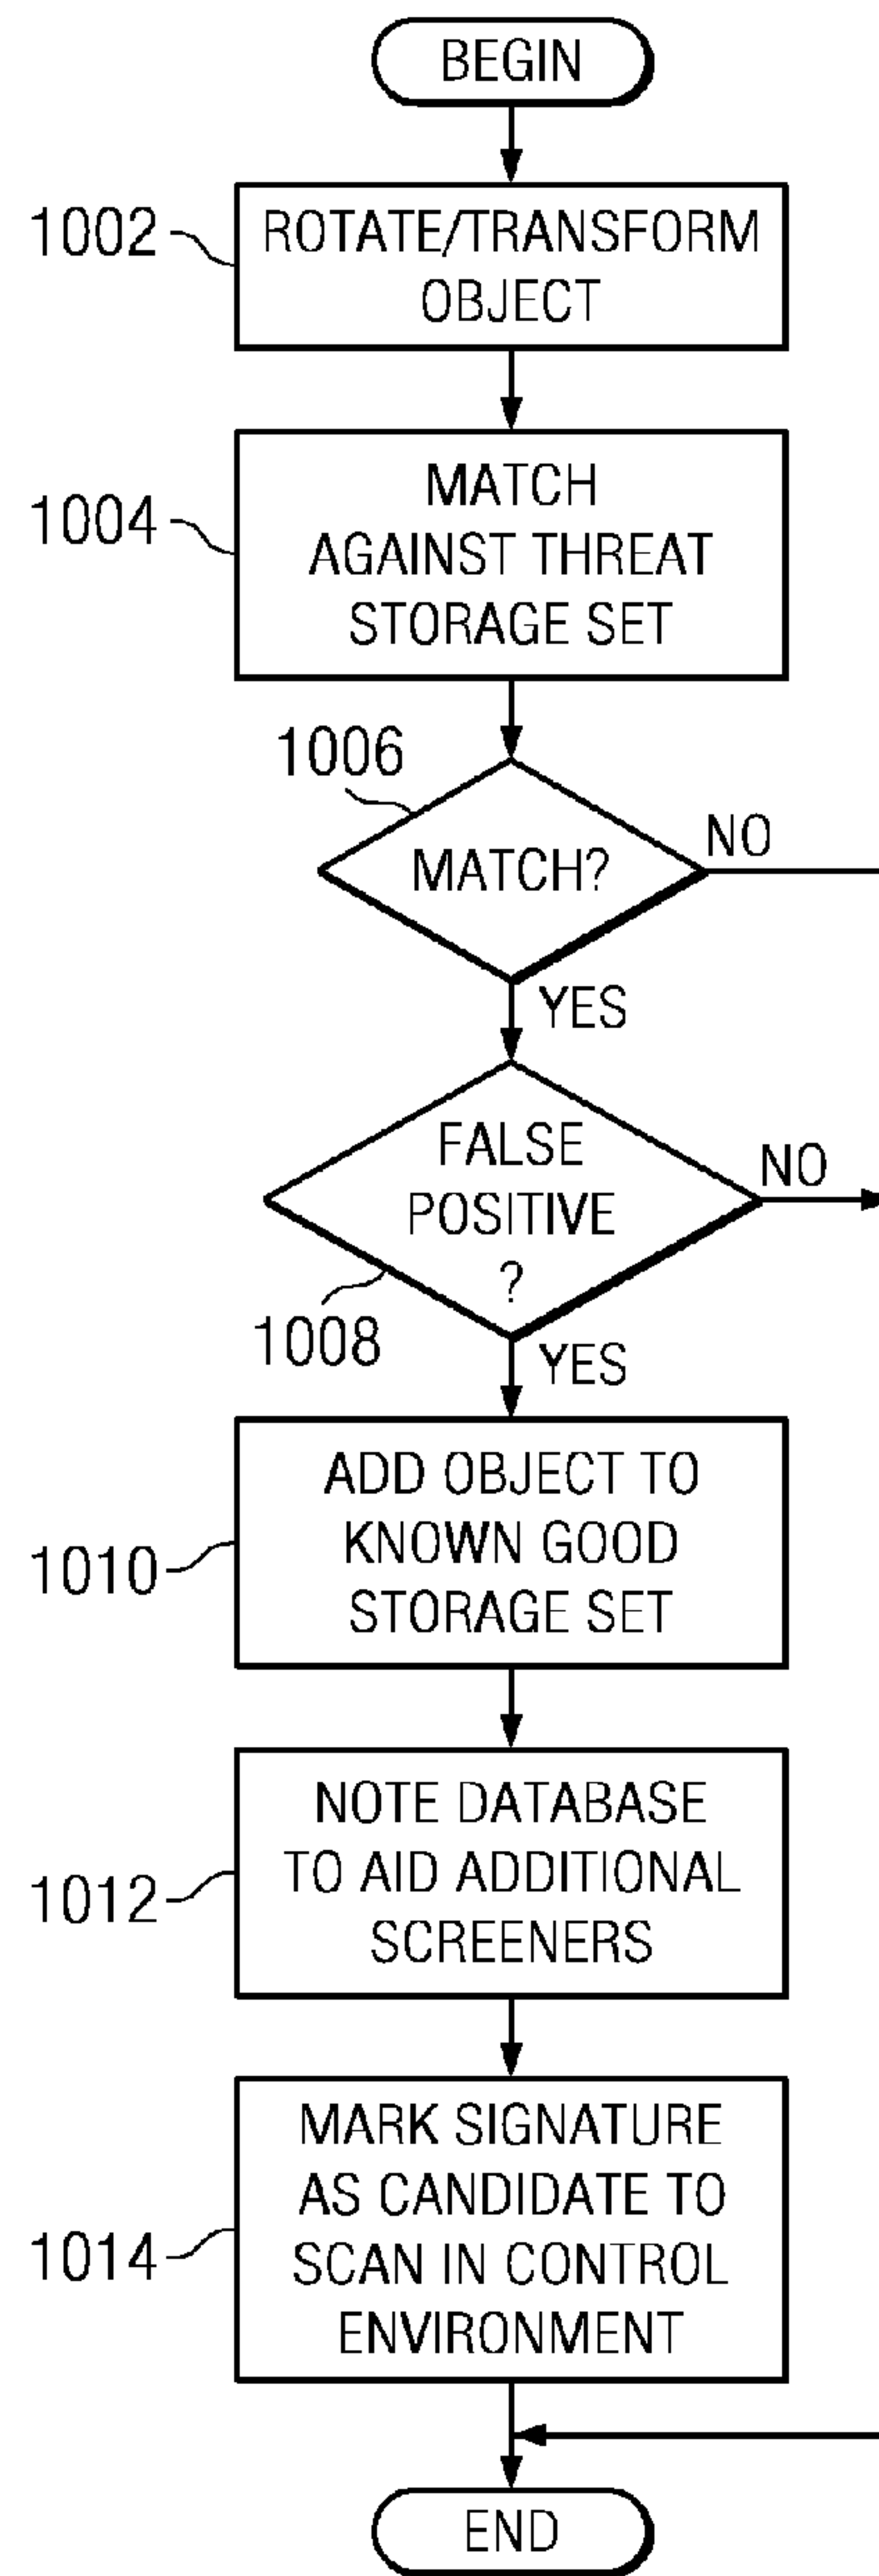 BEGIN
1002
ROTATE/TRANSFORM
OBJECT
1004
MATCH
AGAINST THREAT
STORAGE SET
1006
MATCH?
NO
YES
FALSE
POSITIVE
?
NO
1008
YES
1010
ADD OBJECT TO
KNOWN GOOD
STORAGE SET
1012
NOTE DATABASE
TO AID ADDITIONAL
SCREENERS
1014
MARK SIGNATURE
AS CANDIDATE TO
SCAN IN CONTROL
ENVIRONMENT
END